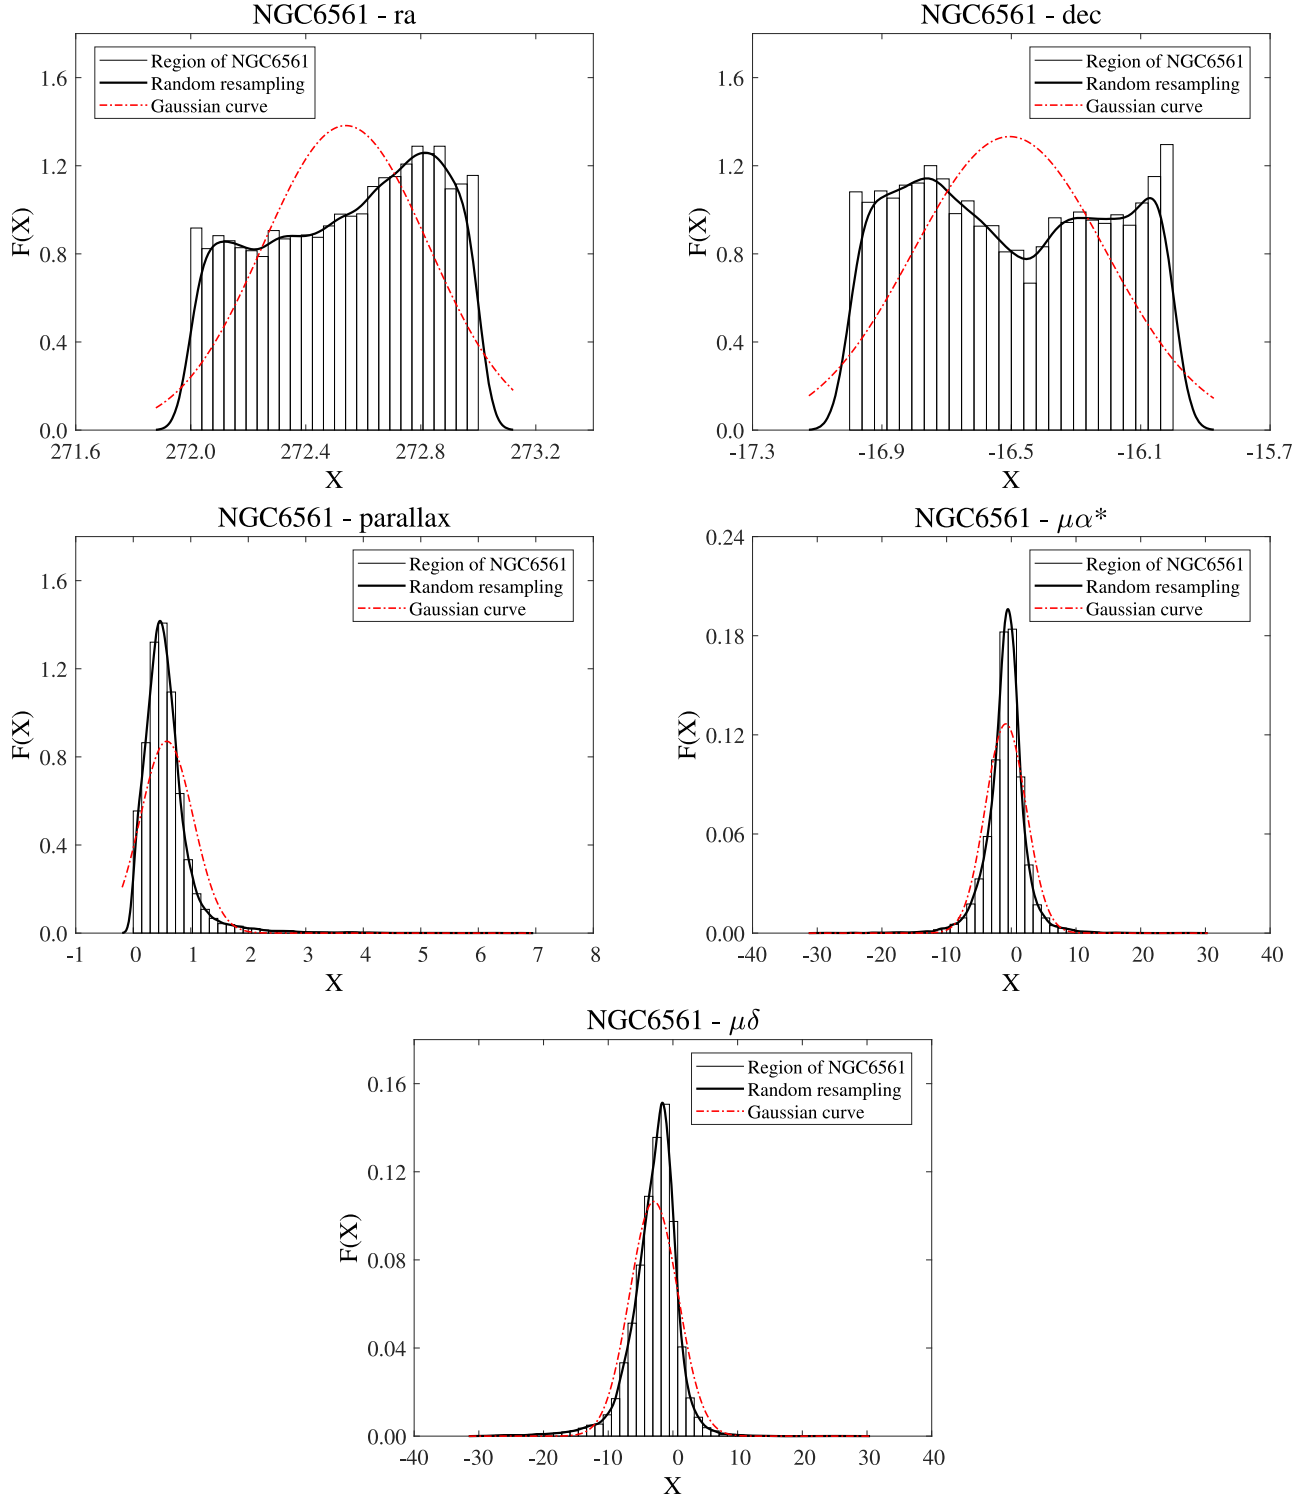 NGC6561 - ra
Region of NGC6561
Random resampling
Gaussian curve
F(X)
1.6
1.2
0.8
0.4
0.0
271.6 272.0 272.4 272.8 273.2
X
NGC6561 - dec
Region of NGC6561
Random resampling
Gaussian curve
F(X)
1.6
1.2
0.8
0.4
0.0
-17.3 -16.9 -16.5 -16.1 -15.7
X
NGC6561 - parallax
Region of NGC6561
Random resampling
Gaussian curve
F(X)
1.6
1.2
0.8
0.4
0.0
-1 0 1 2 3 4 5 6 7 8
X
NGC6561 - μα*
Region of NGC6561
Random resampling
Gaussian curve
F(X)
0.24
0.18
0.12
0.06
0.00
-40 -30 -20 -10 0 10 20 30 40
X
NGC6561 - μδ
Region of NGC6561
Random resampling
Gaussian curve
F(X)
0.16
0.12
0.08
0.04
0.00
-40 -30 -20 -10 0 10 20 30 40
X